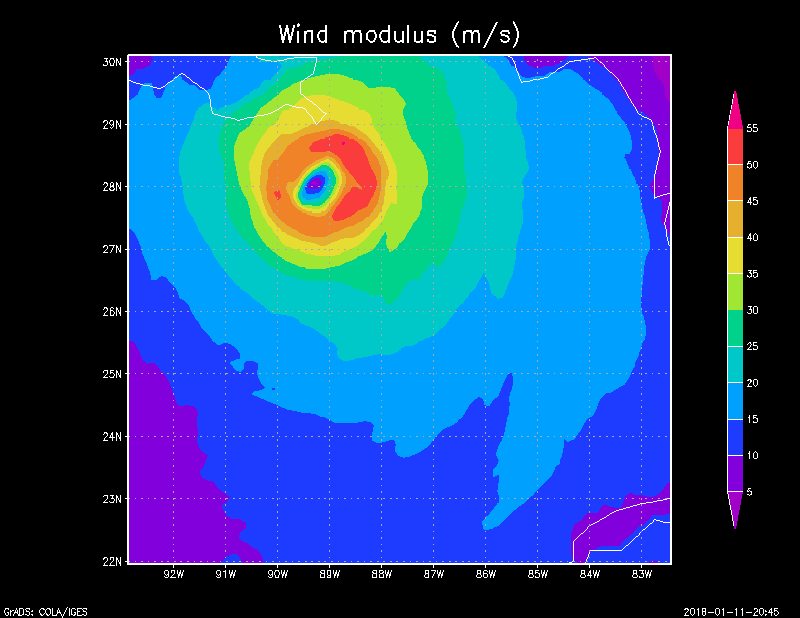 Wind modulus (m/s)
30N
29N
28N
27N
26N
25N
24N
23N
22N
92W 91W 90W 89W 88W 87W 86W 85W 84W 83W
55
50
45
40
35
30
25
20
15
10
5
GrADS: COLA/IGES
2018-01-11-20:45